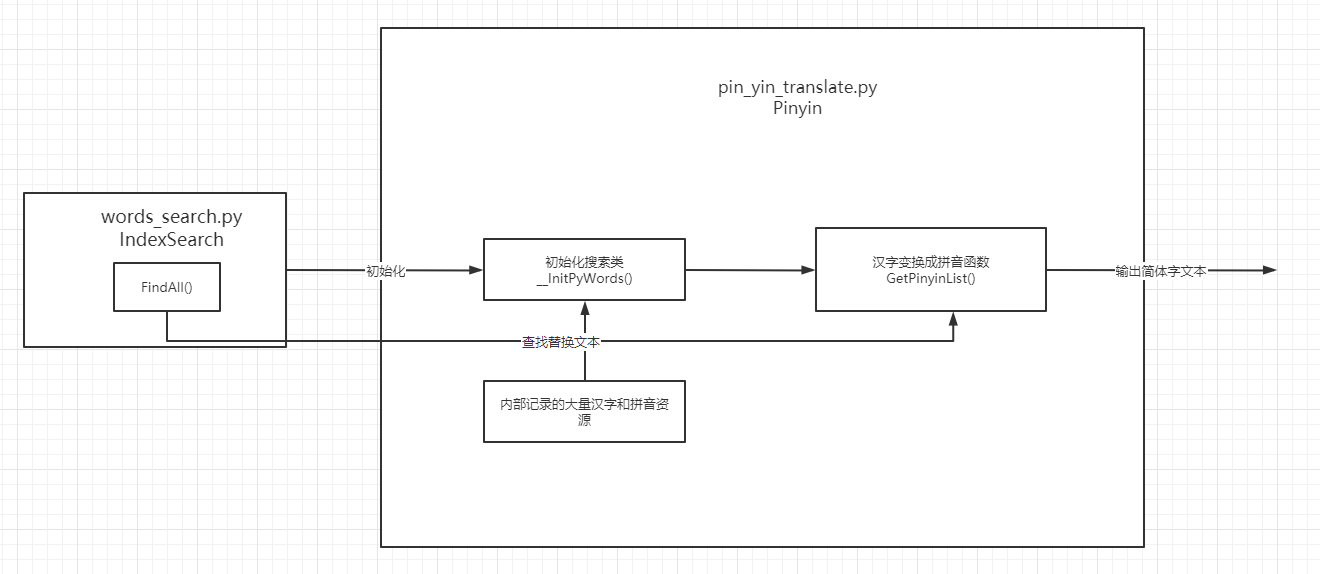 pin_yin_translate.py
Pinyin
words_search.py
IndexSearch
FindAll()
初始化
初始化搜索类
__InitPyWords()
汉字变换成拼音函数
GetPinyinList()
输出简体字文本
查找替换文本
内部记录的大量汉字和拼音资
源